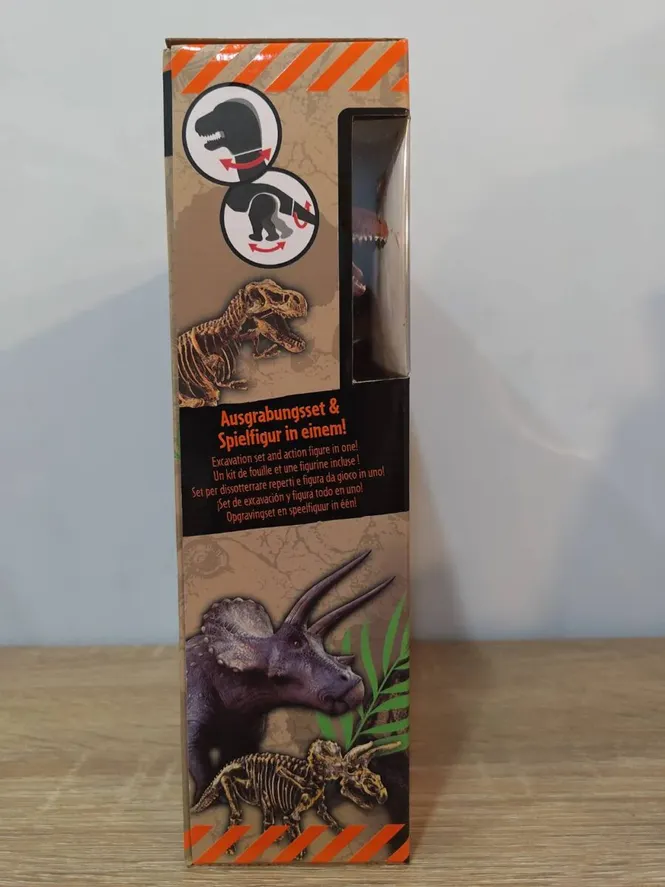 Ausgrabungsset &
Spielfigur in einem!
Excavation set and action figure in one!
Un kit de fouille et une figurine incluse !
Set per dissotterrare reperti e figura da gioco in uno!
¡Set de excavación y figura todo en uno!
Opgravingset en speelfiguur in één!